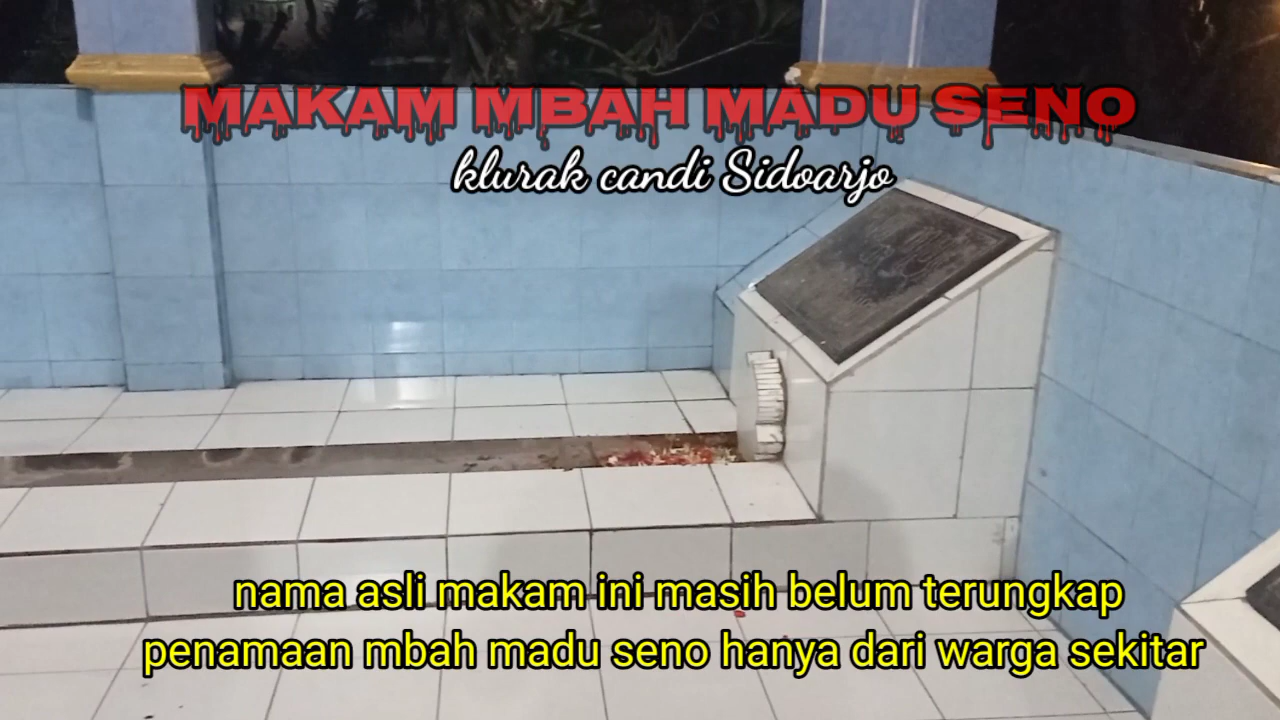 MAKAM MBAH MADU SENO
klurak candi Sidoarjo
nama asli makam ini masih belum terungkap
penamaan mbah madu seno hanya dari warga sekitar